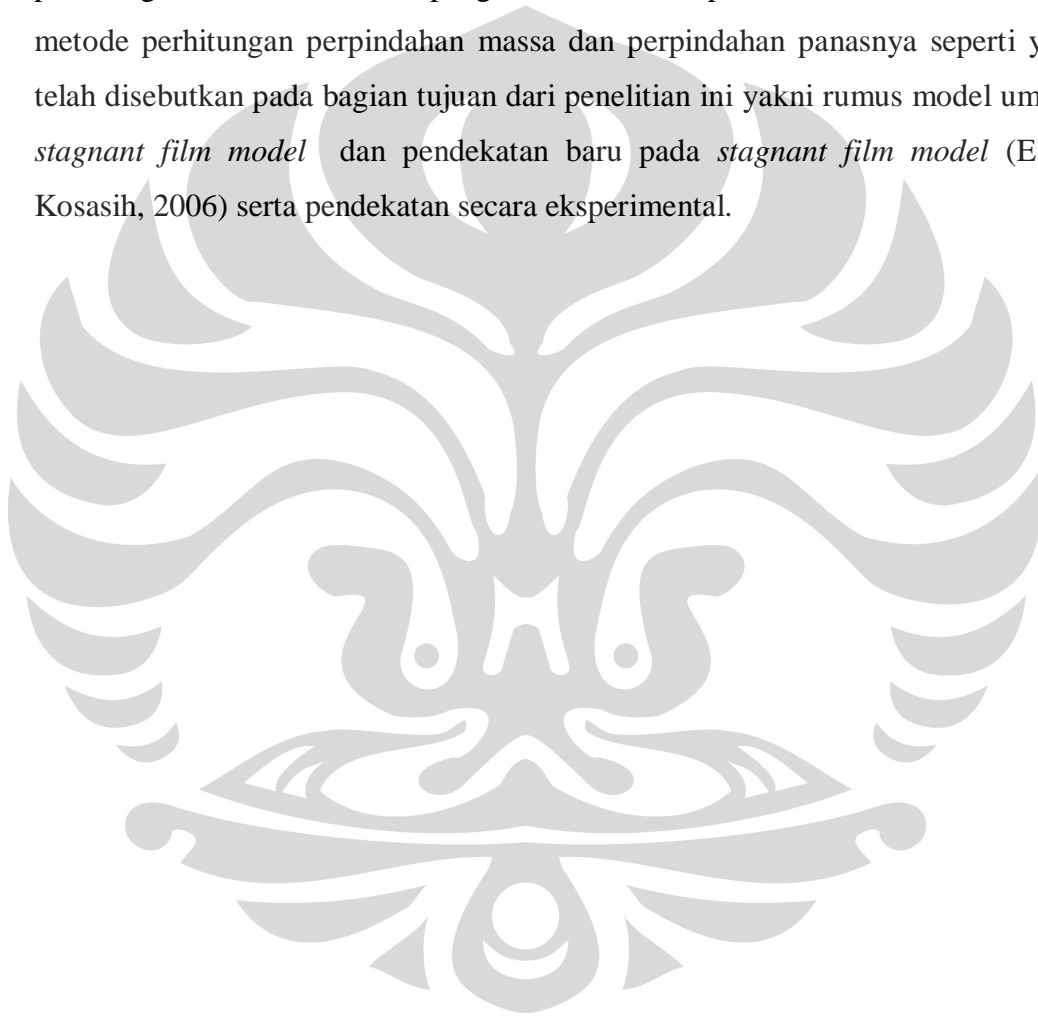 metode perhitungan perpindahan massa dan perpindahan panasnya seperti y
telah disebutkan pada bagian tujuan dari penelitian ini yakni rumus model um
stagnant film model dan pendekatan baru pada stagnant film model (E
Kosasih, 2006) serta pendekatan secara eksperimental.